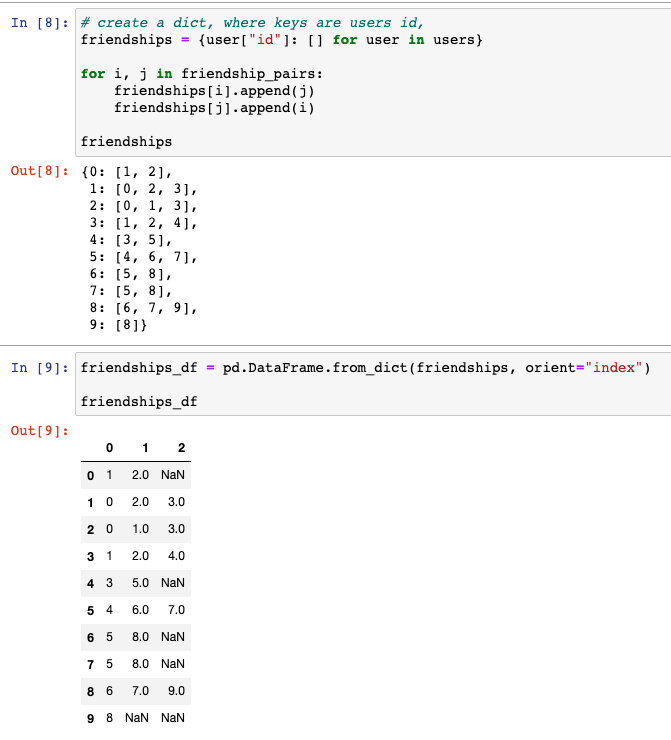 In [8]: # create a dict, where keys are users id,
friendships = {user["id"]: [] for user in users}
for i, j in friendship_pairs:
    friendships[i].append(j)
    friendships[j].append(i)
friendships
Out[8]: {0: [1, 2],
 1: [0, 2, 3],
 2: [0, 1, 3],
 3: [1, 2, 4],
 4: [3, 5],
 5: [4, 6, 7],
 6: [5, 8],
 7: [5, 8],
 8: [6, 7, 9],
 9: [8]}
In [9]: friendships_df = pd.DataFrame.from_dict(friendships, orient="index")
friendships_df
Out[9]:
0 1 2
0 1 2.0 NaN
1 0 2.0 3.0
2 0 1.0 3.0
3 1 2.0 4.0
4 3 5.0 NaN
5 4 6.0 7.0
6 5 8.0 NaN
7 5 8.0 NaN
8 6 7.0 9.0
9 8 NaN NaN